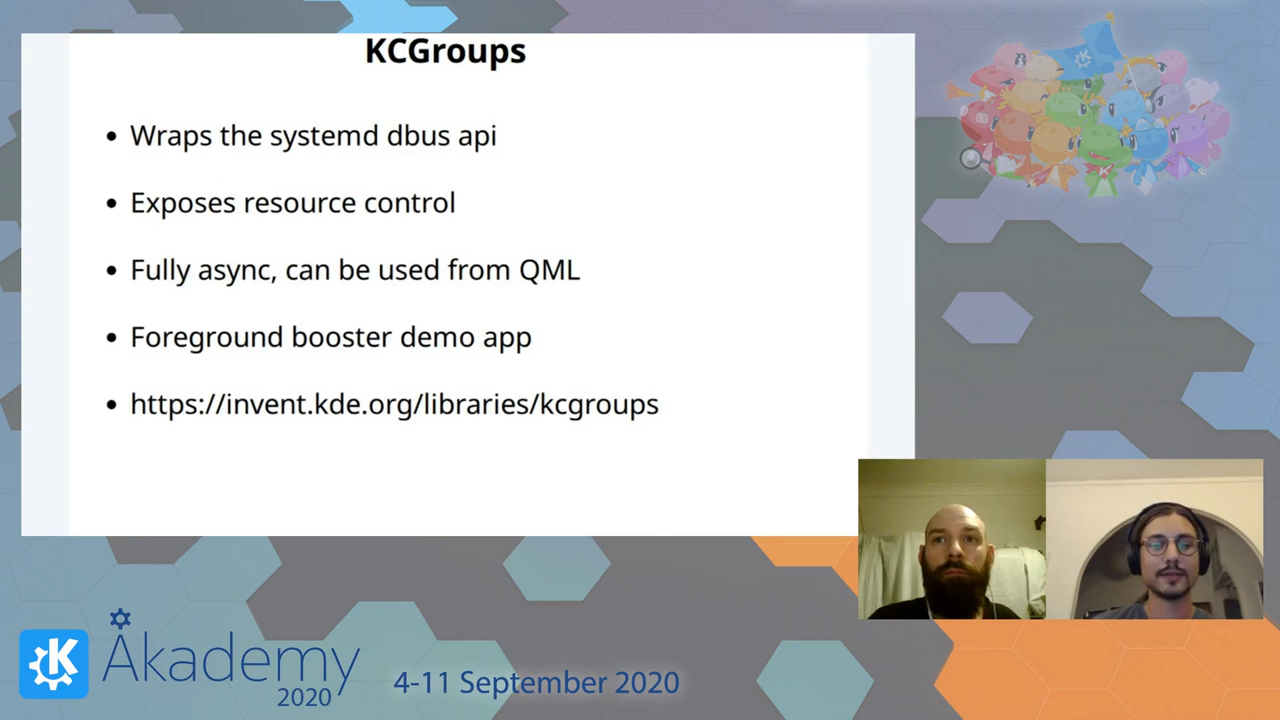 KCGroups
• Wraps the systemd dbus api
• Exposes resource control
• Fully async, can be used from QML
• Foreground booster demo app
• https://invent.kde.org/libraries/kcgroups
K
K
Akademy
2020
4-11 September 2020